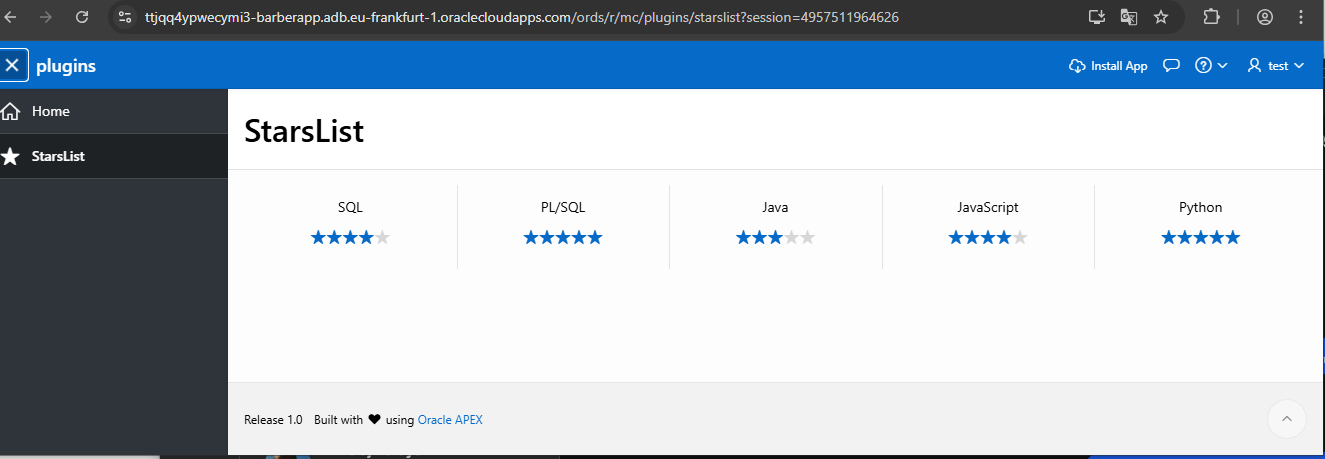 ttjqq4ypwecymi3-barberapp.adb.eu-frankfurt-1.oraclecloudapps.com/ords/r/mc/plugins/starslist?session=4957511964626
plugins
Install App
test
Home
StarsList
StarsList
SQL
PL/SQL
Java
JavaScript
Python
Release 1.0 Built with ♥ using Oracle APEX